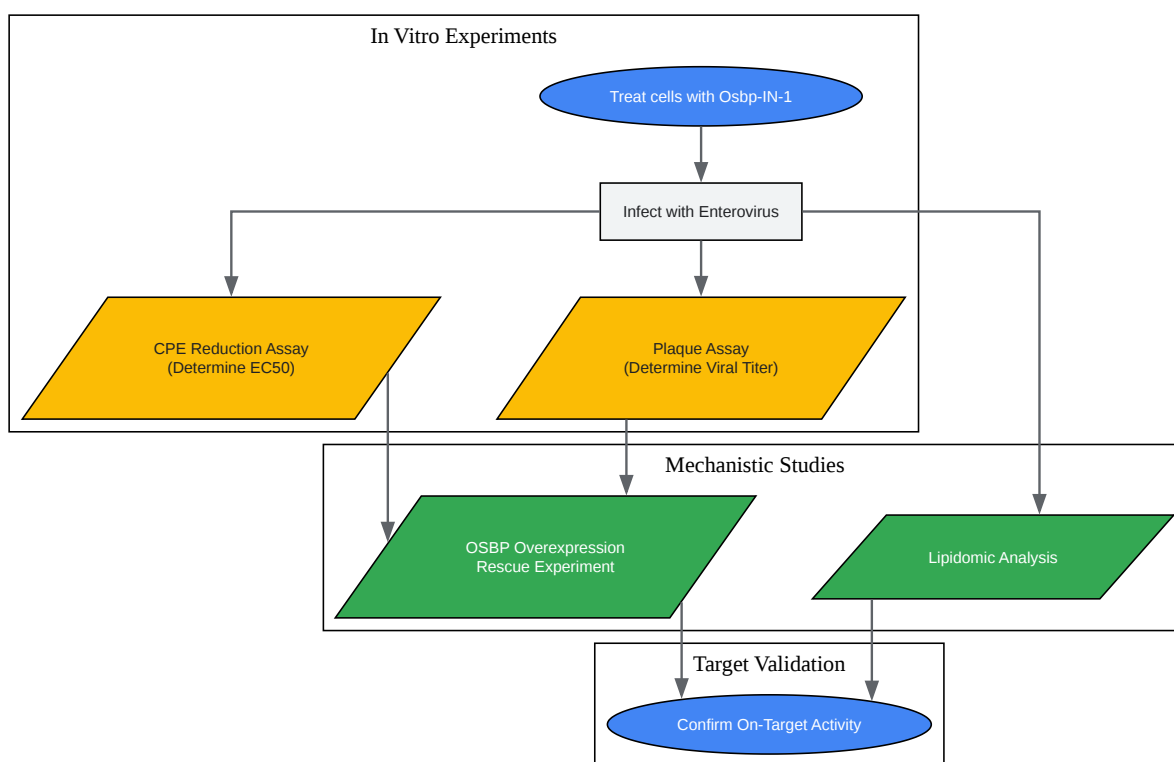 In Vitro Experiments
Treat cells with Osbp-IN-1
Infect with Enterovirus
CPE Reduction Assay
(Determine EC50)
Plaque Assay
(Determine Viral Titer)
Mechanistic Studies
OSBP Overexpression
Rescue Experiment
Lipidomic Analysis
Target Validation
Confirm On-Target Activity